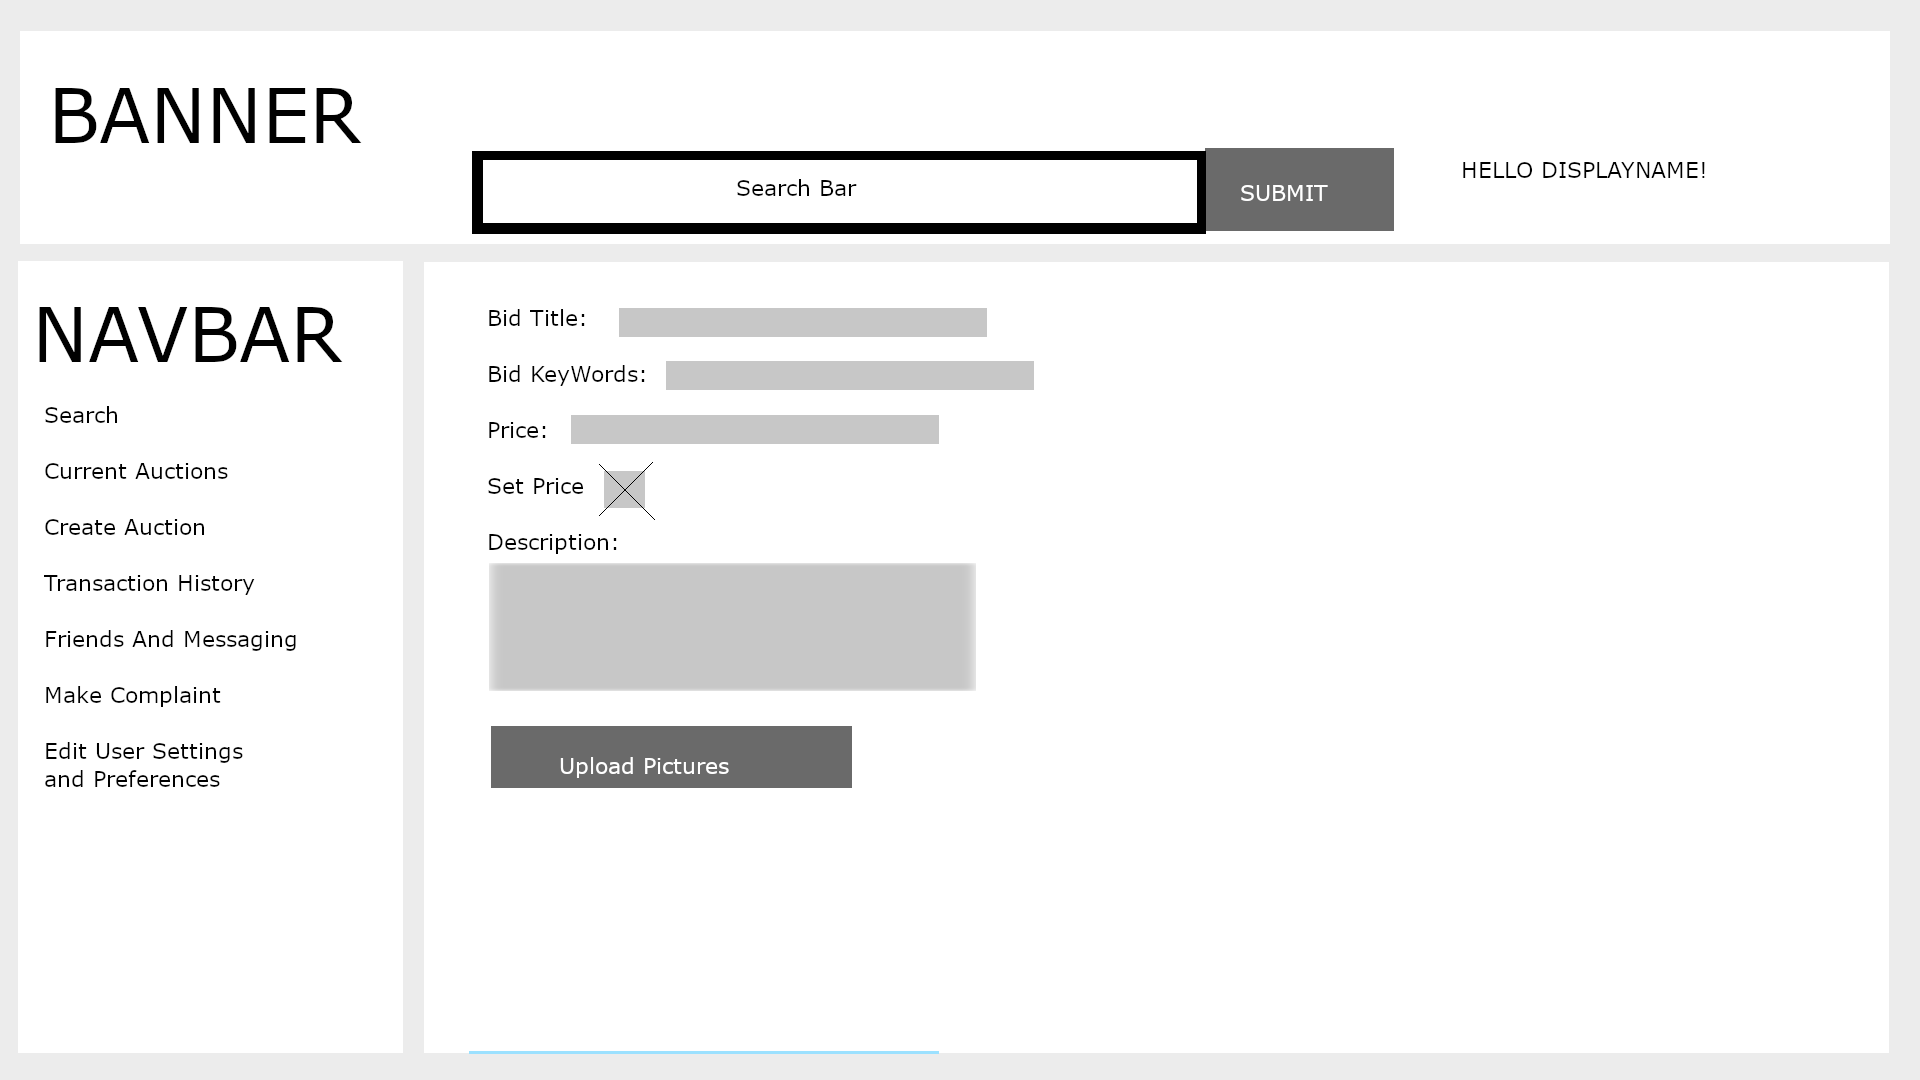 BANNER
Search Bar
SUBMIT
HELLO DISPLAYNAME!
NAVBAR
Search
Current Auctions
Create Auction
Transaction History
Friends And Messaging
Make Complaint
Edit User Settings
and Preferences
Bid Title:
Bid KeyWords:
Price:
Set Price
Description:
Upload Pictures